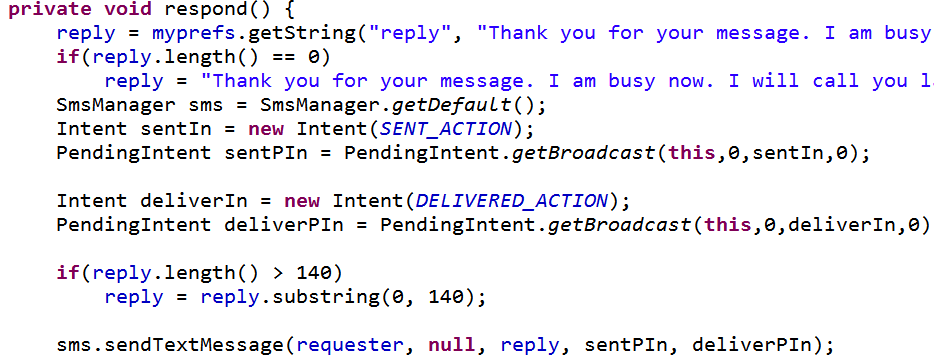 private void respond() {
    reply = myprefs.getString("reply", "Thank you for your message. I am busy
    if(reply.length() == 0)
        reply = "Thank you for your message. I am busy now. I will call you
    SmsManager sms = SmsManager.getDefault();
    Intent sentIn = new Intent(SENT_ACTION);
    PendingIntent sentPIn = PendingIntent.getBroadcast(this,0,sentIn,0);

    Intent deliverIn = new Intent(DELIVERED_ACTION);
    PendingIntent deliverPIn = PendingIntent.getBroadcast(this,0,deliverIn,0)

    if(reply.length() > 140)
        reply = reply.substring(0, 140);

    sms.sendTextMessage(requester, null, reply, sentPIn, deliverPIn);